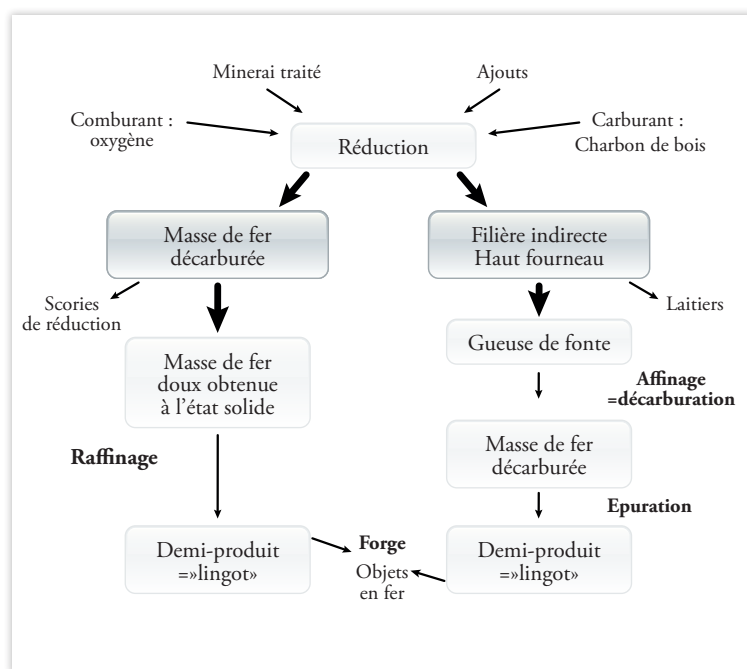 Minerai traité
Ajouts
Comburant :
oxygène
Carburant :
Charbon de bois
Réduction
Masse de fer
décarburée
Filière indirecte
Haut fourneau
Scories
de réduction
Laitiers
Masse de fer
doux obtenue
à l'état solide
Gueuse de fonte
Affinage
=décarburation
Raffinage
Masse de fer
décarburée
Epuration
Demi-produit
=»lingot»
Forge
Objets
en fer
Demi-produit
=»lingot»